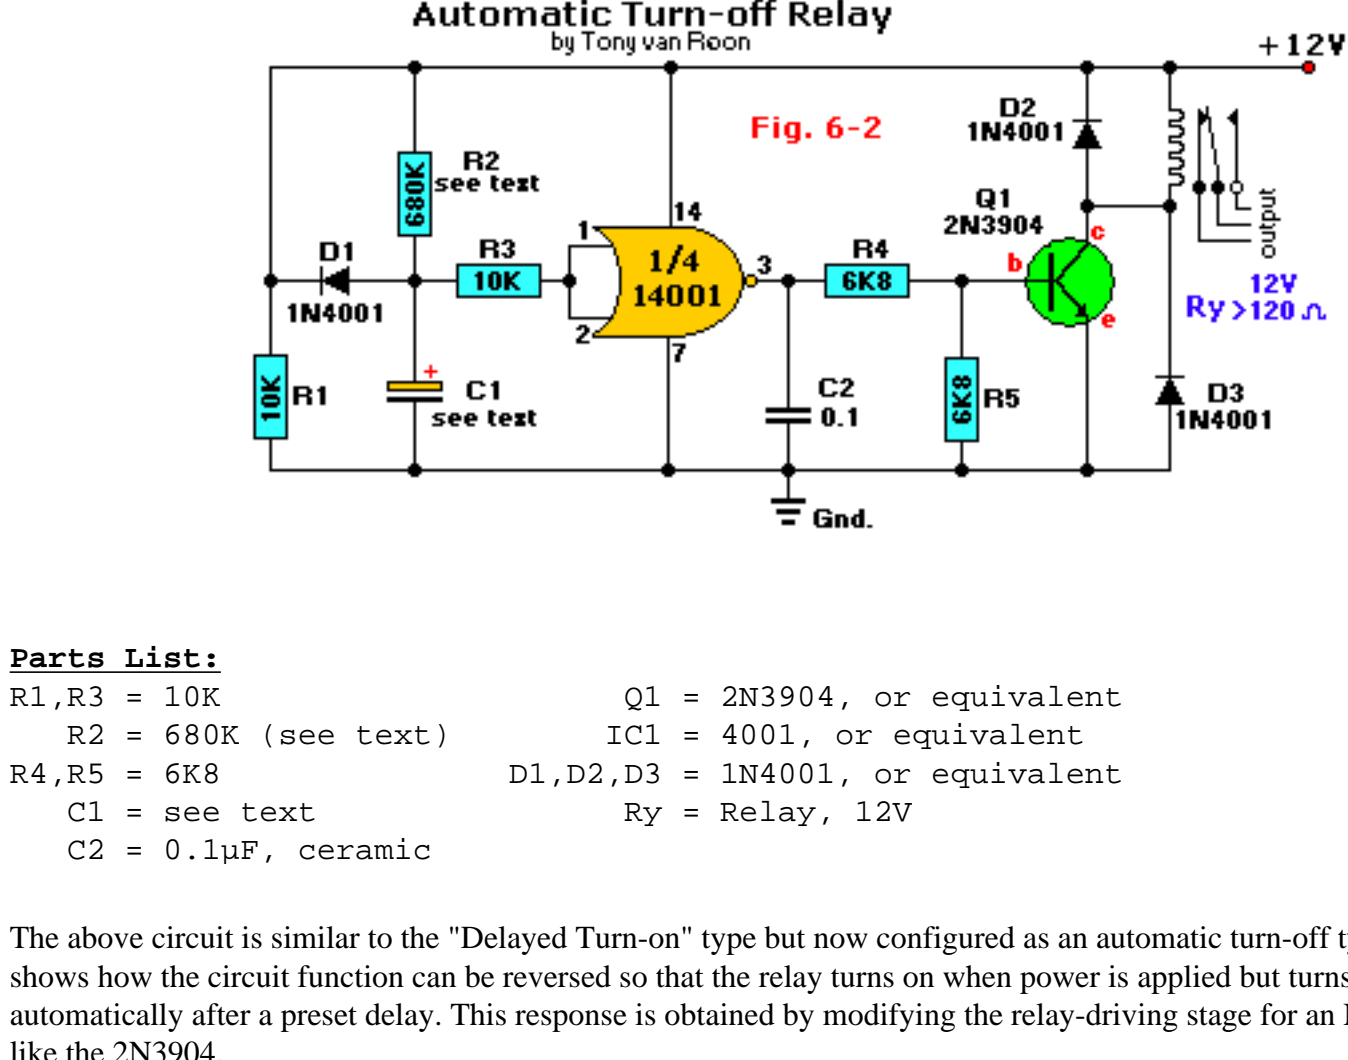 Automatic Turn-off Relay
by Tony van Roon
+12V
Fig. 6-2
D2
1N4001
R2
see text
680K
Q1
2N3904
output
14
1
D1
1N4001
R3
10K
1/4
14001
3
R4
6K8
b
c
e
12V
Ry >120 Ω
2
7
10K
R1
+
C1
see text
C2
0.1
6K8
R5
D3
1N4001
Gnd.
Parts List:
R1,R3 = 10K Q1 = 2N3904, or equivalent
R2 = 680K (see text) IC1 = 4001, or equivalent
R4,R5 = 6K8 D1,D2,D3 = 1N4001, or equivalent
C1 = see text Ry = Relay, 12V
C2 = 0.1µF, ceramic
The above circuit is similar to the "Delayed Turn-on" type but now configured as an automatic turn-off
shows how the circuit function can be reversed so that the relay turns on when power is applied but turns
automatically after a preset delay. This response is obtained by modifying the relay-driving stage for an
like the 2N3904